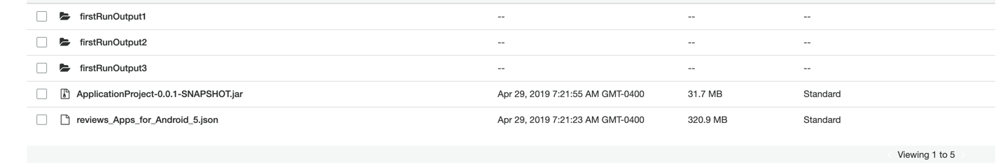 firstRunOutput1 -- -- --
firstRunOutput2 -- -- --
firstRunOutput3 -- -- --
ApplicationProject-0.0.1-SNAPSHOT.jar Apr 29, 2019 7:21:55 AM GMT-0400 31.7 MB Standard
reviews_Apps_for_Android_5.json Apr 29, 2019 7:21:23 AM GMT-0400 320.9 MB Standard
Viewing 1 to 5